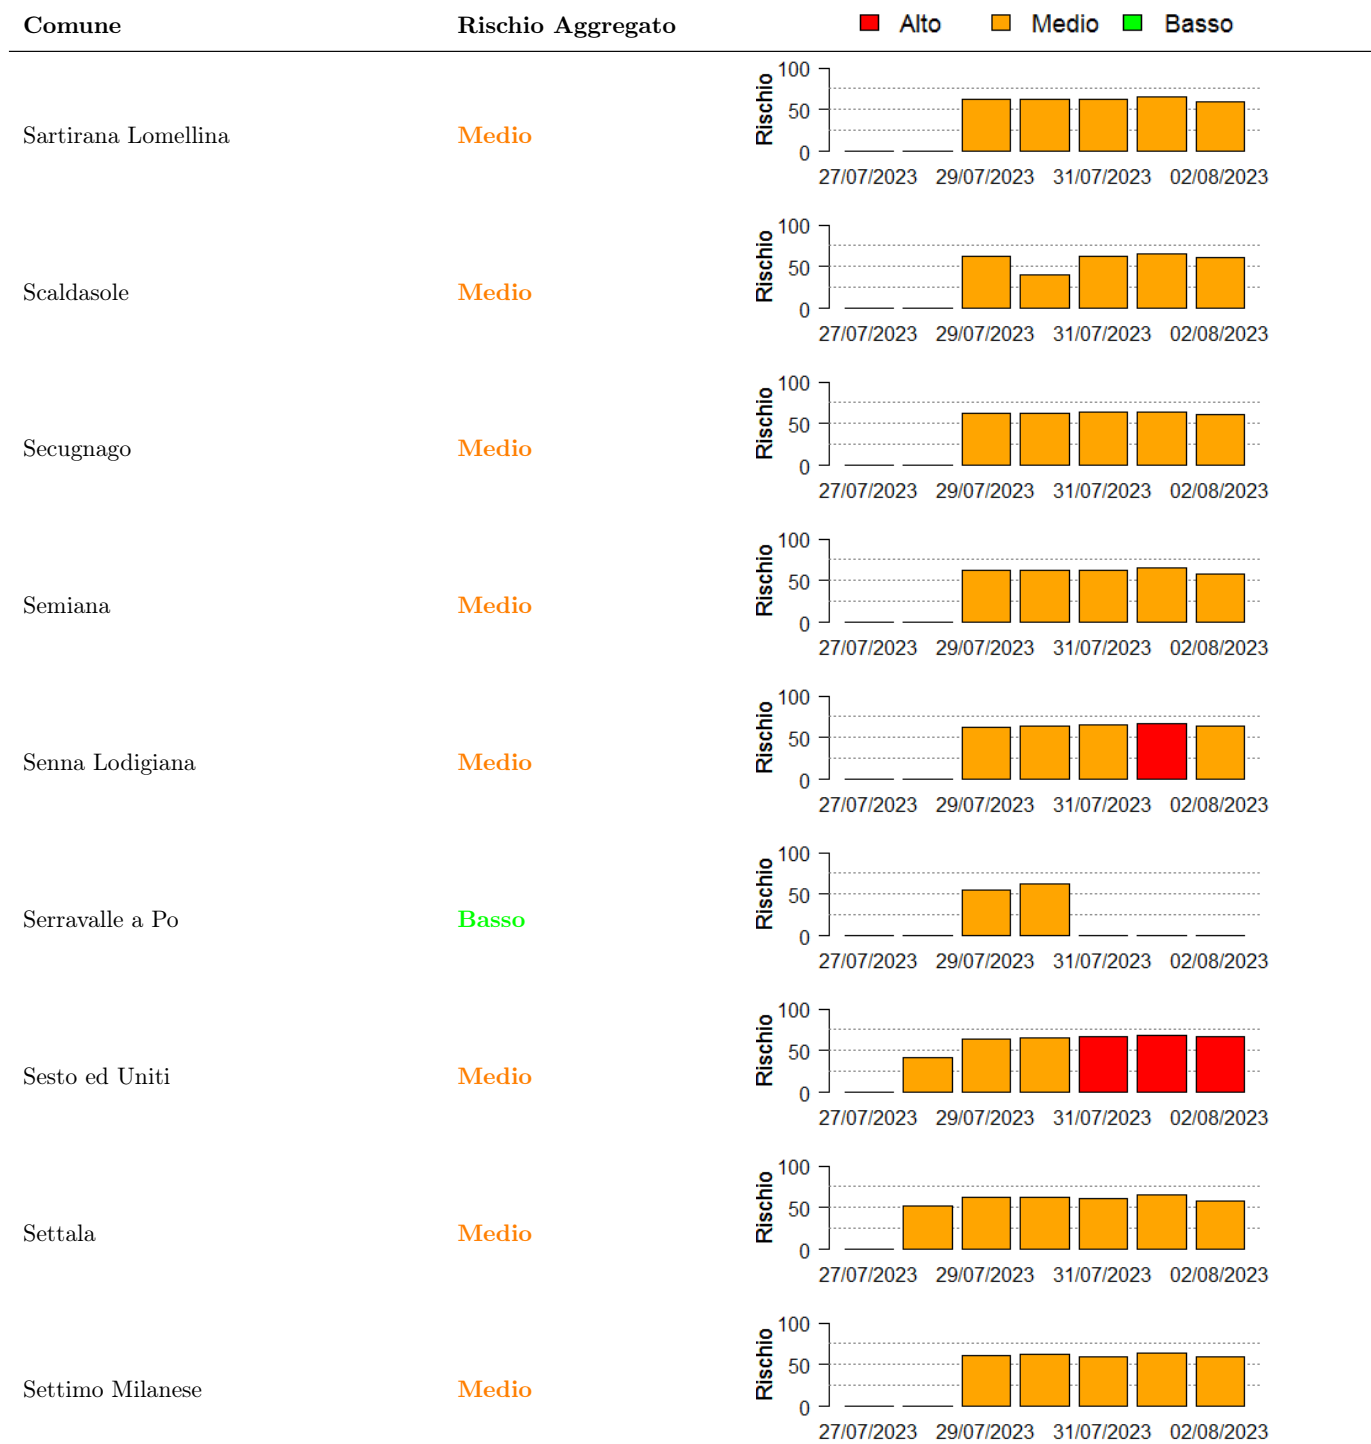 Comune Rischio Aggregato Alto Medio Basso
Sartirana Lomellina Medio
Rischio
100
50
0
27/07/2023 29/07/2023 31/07/2023 02/08/2023
Scaldasole Medio
Rischio
100
50
0
27/07/2023 29/07/2023 31/07/2023 02/08/2023
Secugnago Medio
Rischio
100
50
0
27/07/2023 29/07/2023 31/07/2023 02/08/2023
Semiana Medio
Rischio
100
50
0
27/07/2023 29/07/2023 31/07/2023 02/08/2023
Senna Lodigiana Medio
Rischio
100
50
0
27/07/2023 29/07/2023 31/07/2023 02/08/2023
Serravalle a Po Basso
Rischio
100
50
0
27/07/2023 29/07/2023 31/07/2023 02/08/2023
Sesto ed Uniti Medio
Rischio
100
50
0
27/07/2023 29/07/2023 31/07/2023 02/08/2023
Settala Medio
Rischio
100
50
0
27/07/2023 29/07/2023 31/07/2023 02/08/2023
Settimo Milanese Medio
Rischio
100
50
0
27/07/2023 29/07/2023 31/07/2023 02/08/2023